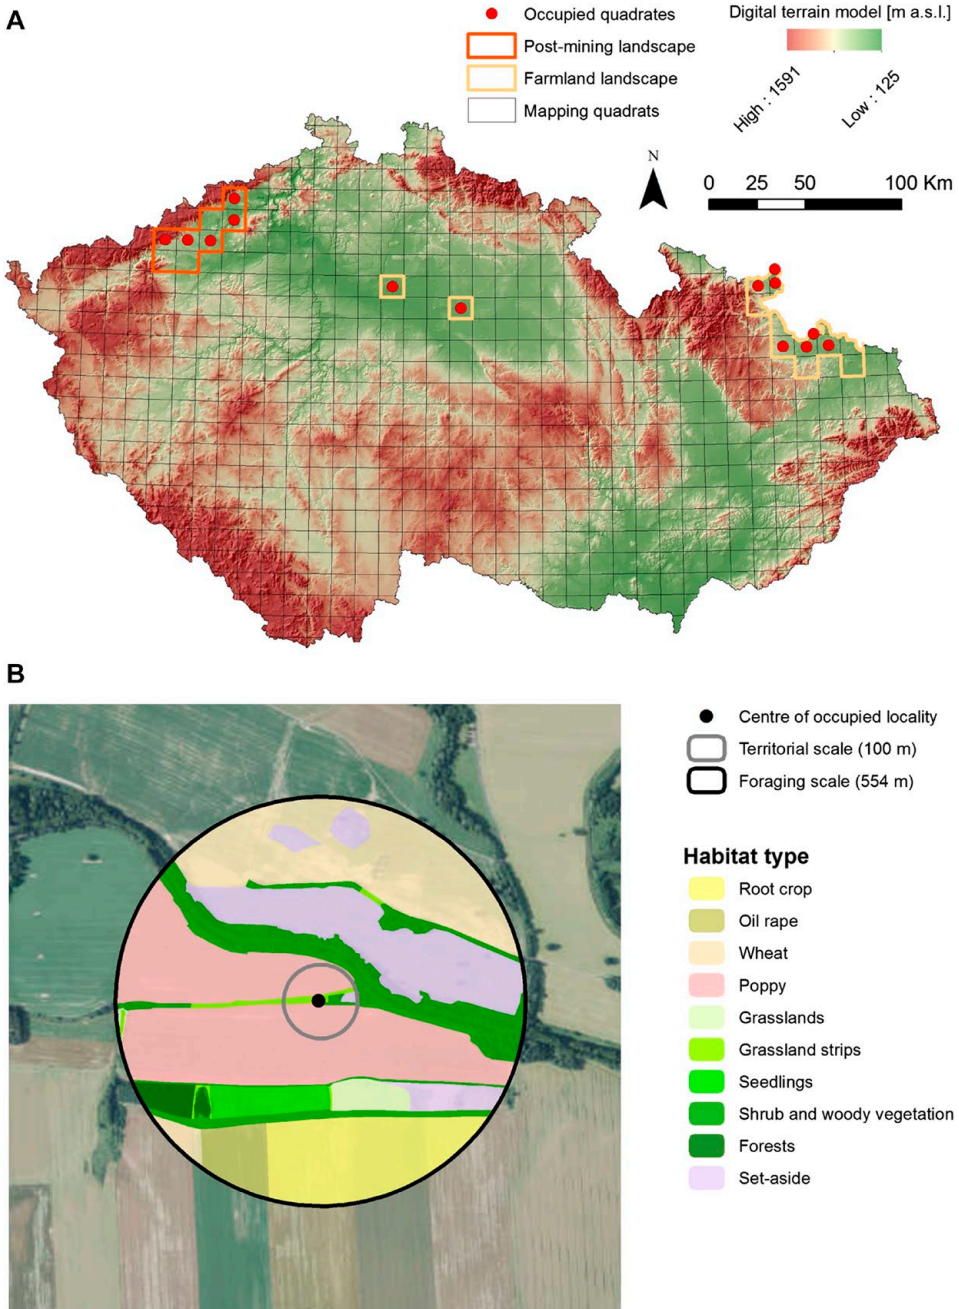 A
Occupied quadrates
Post-mining landscape
Farmland landscape
Mapping quadrats
Digital terrain model [m a.s.l.]
High : 1591
Low : 125
N
0 25 50 100 Km
B
Centre of occupied locality
Territorial scale (100 m)
Foraging scale (554 m)
Habitat type
Root crop
Oil rape
Wheat
Poppy
Grasslands
Grassland strips
Seedlings
Shrub and woody vegetation
Forests
Set-aside